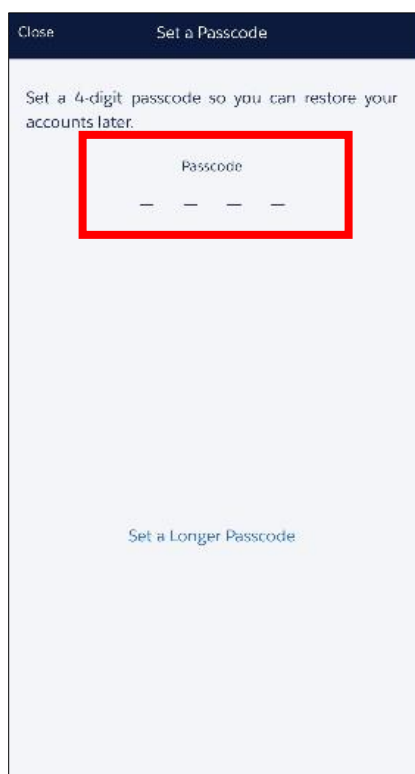 Close Set a Passcode
Set a 4-digit passcode so you can restore your
accounts later.
Passcode
Set a Longer Passcode